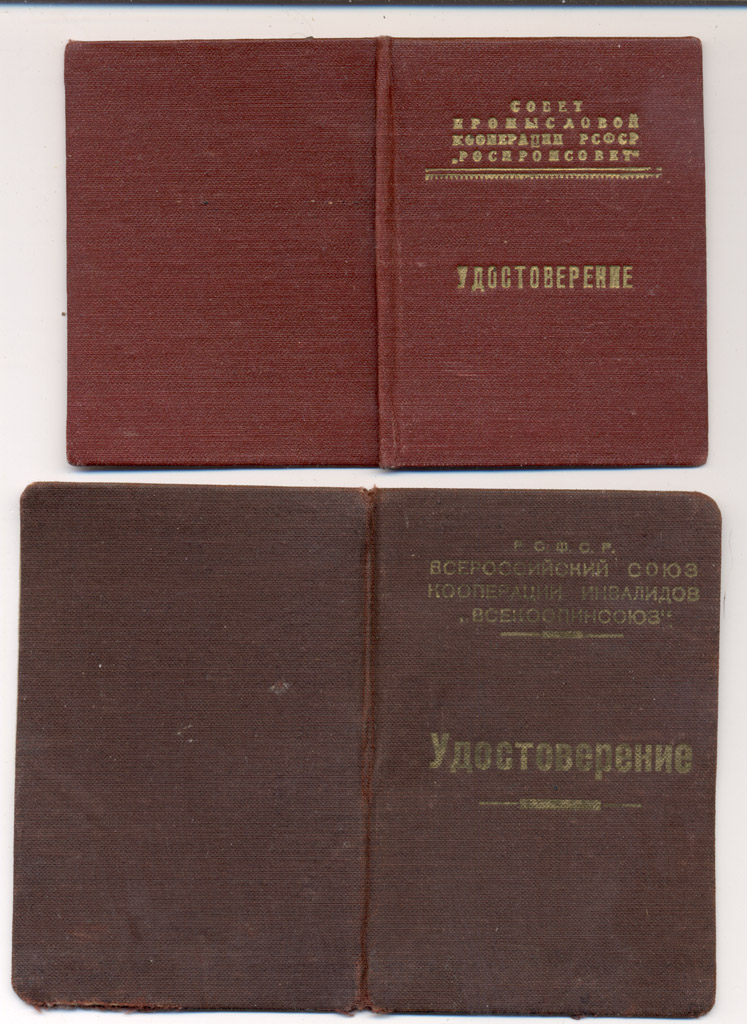 СОВЕТ
ПРОМЫСЛОВОЙ
КООПЕРАЦИИ РСФСР
„РОСПРОМСОВЕТ“
УДОСТОВЕРЕНИЕ
Р. С. Ф. С. Р.
ВСЕРОССИЙСКИЙ СОЮЗ
КООПЕРАЦИИ ИНВАЛИДОВ
„ВСЕКООПИНСОЮЗ“
Удостоверение